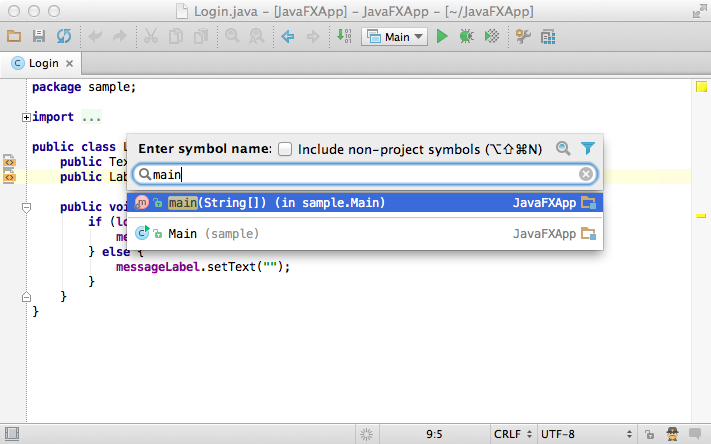 Login.java – [JavaFXApp] – JavaFXApp – [~/JavaFXApp]
Main
Login
package sample;
import ...
public class L
Enter symbol name: Include non-project symbols (⌥⇧⌘N)
public Tex
main
public Lab
main(String[]) (in sample.Main) JavaFXApp
public voi
if (lo
Main (sample) JavaFXApp
me
} else {
messageLabel.setText("");
}
}
}
9:5 CRLF UTF-8